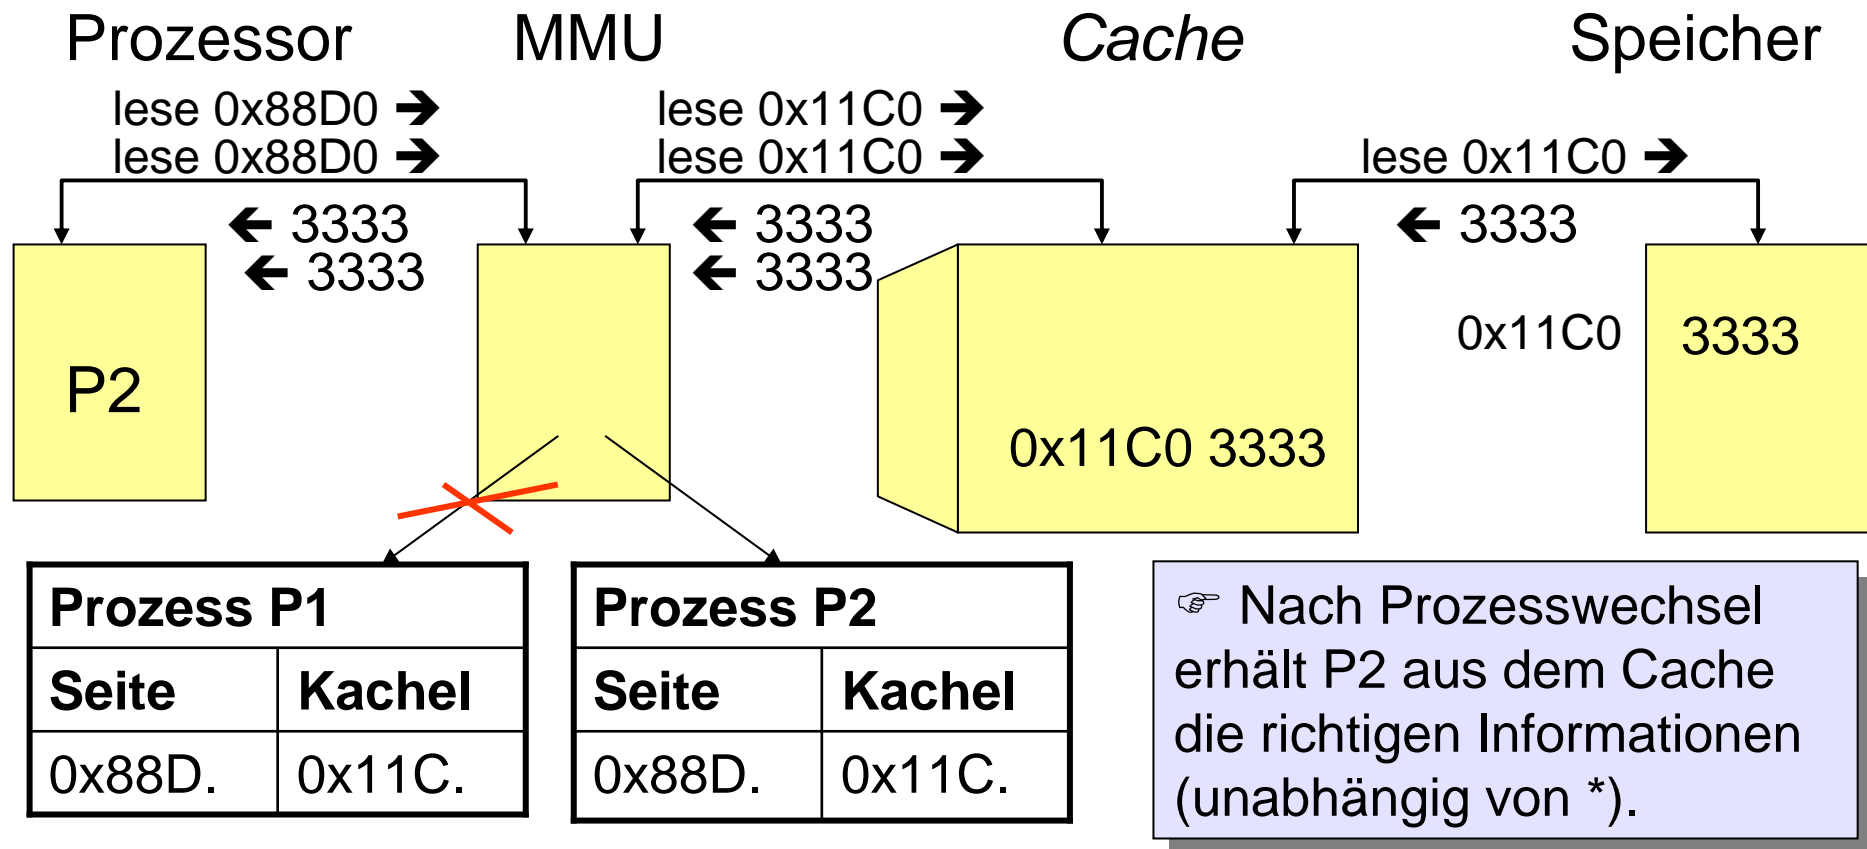 Prozessor MMU Cache Speicher
lese 0x88D0 ➔ lese 0x11C0 ➔
lese 0x88D0 ➔ lese 0x11C0 ➔ lese 0x11C0 ➔
🡰 3333 🡰 3333 🡰 3333
🡰 3333 🡰 3333
P2
0x11C0 3333
0x11C0 3333
Prozess P1
Seite Kachel
0x88D. 0x11C.
Prozess P2
Seite Kachel
0x88D. 0x11C.
☞ Nach Prozesswechsel
erhält P2 aus dem Cache
die richtigen Informationen
(unabhängig von *).